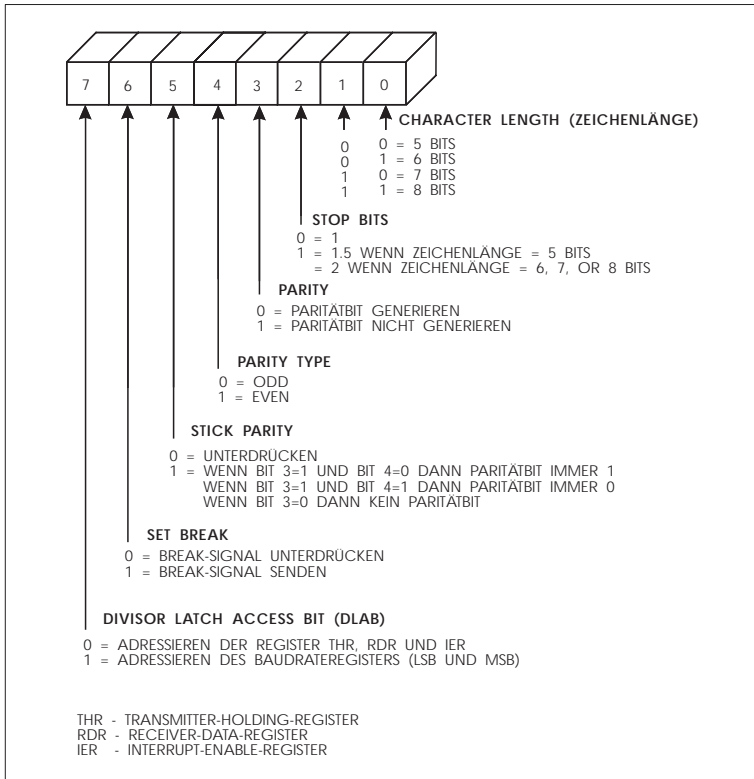 7 6 5 4 3 2 1 0
CHARACTER LENGTH (ZEICHENLÄNGE)
0 0 = 5 BITS
0 1 = 6 BITS
1 0 = 7 BITS
1 1 = 8 BITS
STOP BITS
0 = 1
1 = 1.5 WENN ZEICHENLÄNGE = 5 BITS
= 2 WENN ZEICHENLÄNGE = 6, 7, OR 8 BITS
PARITY
0 = PARITÄTBIT GENERIEREN
1 = PARITÄTBIT NICHT GENERIEREN
PARITY TYPE
0 = ODD
1 = EVEN
STICK PARITY
0 = UNTERDRÜCKEN
1 = WENN BIT 3=1 UND BIT 4=0 DANN PARITÄTBIT IMMER 1
WENN BIT 3=1 UND BIT 4=1 DANN PARITÄTBIT IMMER 0
WENN BIT 3=0 DANN KEIN PARITÄTBIT
SET BREAK
0 = BREAK-SIGNAL UNTERDRÜCKEN
1 = BREAK-SIGNAL SENDEN
DIVISOR LATCH ACCESS BIT (DLAB)
0 = ADRESSIEREN DER REGISTER THR, RDR UND IER
1 = ADRESSIEREN DES BAUDRATEREGISTERS (LSB UND MSB)
THR - TRANSMITTER-HOLDING-REGISTER
RDR - RECEIVER-DATA-REGISTER
IER - INTERRUPT-ENABLE-REGISTER